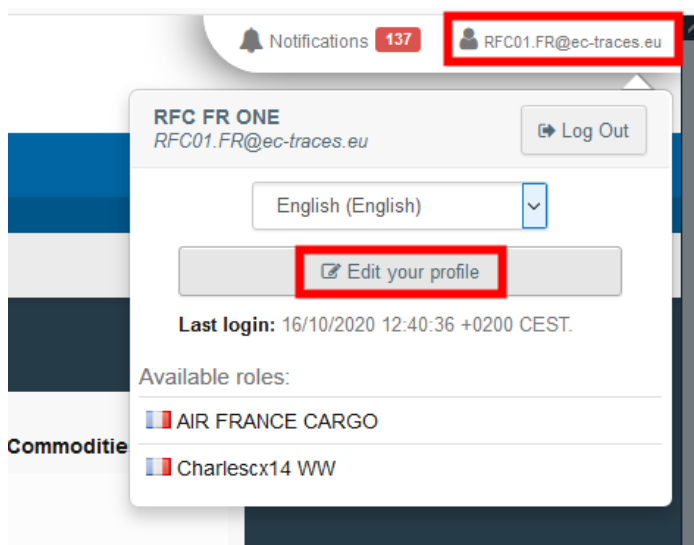 Notifications 137 RFC01.FR@ec-traces.eu
RFC FR ONE
RFC01.FR@ec-traces.eu
Log Out
English (English)
Edit your profile
Last login: 16/10/2020 12:40:36 +0200 CEST.
Available roles:
AIR FRANCE CARGO
Commoditie
Charlescx14 WW